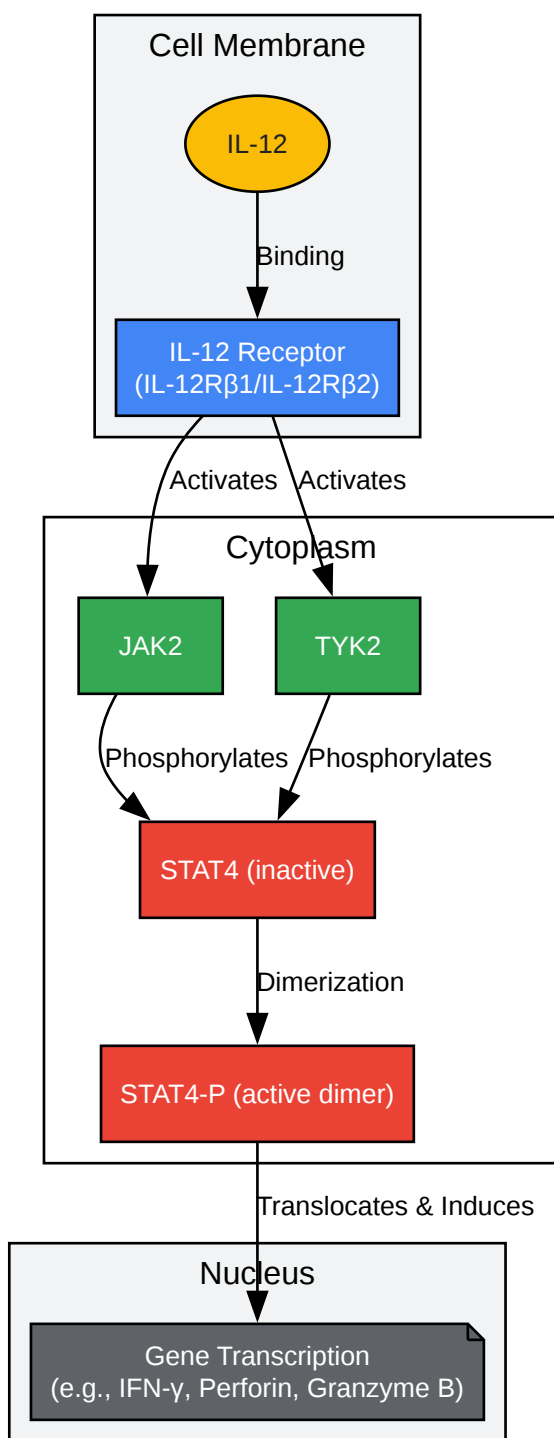 Cell Membrane
IL-12
Binding
IL-12 Receptor
(IL-12Rβ1/IL-12Rβ2)
Activates
Activates
Cytoplasm
JAK2
TYK2
Phosphorylates
Phosphorylates
STAT4 (inactive)
Dimerization
STAT4-P (active dimer)
Translocates & Induces
Nucleus
Gene Transcription
(e.g., IFN-γ, Perforin, Granzyme B)